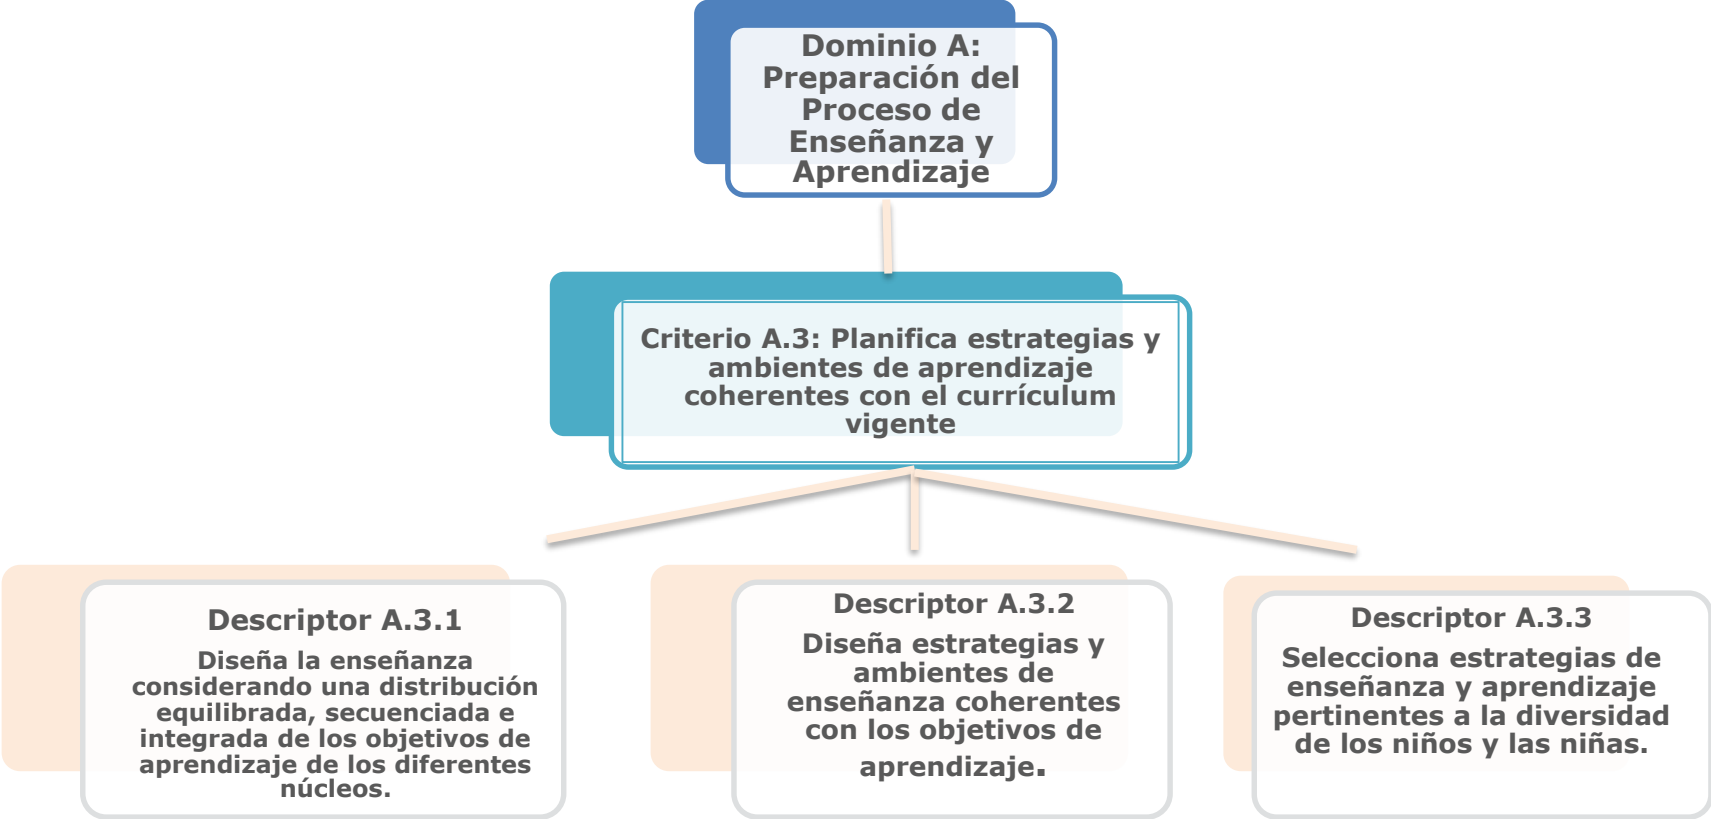 Dominio A:
Preparación del
Proceso de
Enseñanza y
Aprendizaje
Criterio A.3: Planifica estrategias y
ambientes de aprendizaje
coherentes con el currículum
vigente
Descriptor A.3.1
Diseña la enseñanza
considerando una distribución
equilibrada, secuenciada e
integrada de los objetivos de
aprendizaje de los diferentes
núcleos.
Descriptor A.3.2
Diseña estrategias y
ambientes de
enseñanza coherentes
con los objetivos de
aprendizaje.
Descriptor A.3.3
Selecciona estrategias de
enseñanza y aprendizaje
pertinentes a la diversidad
de los niños y las niñas.